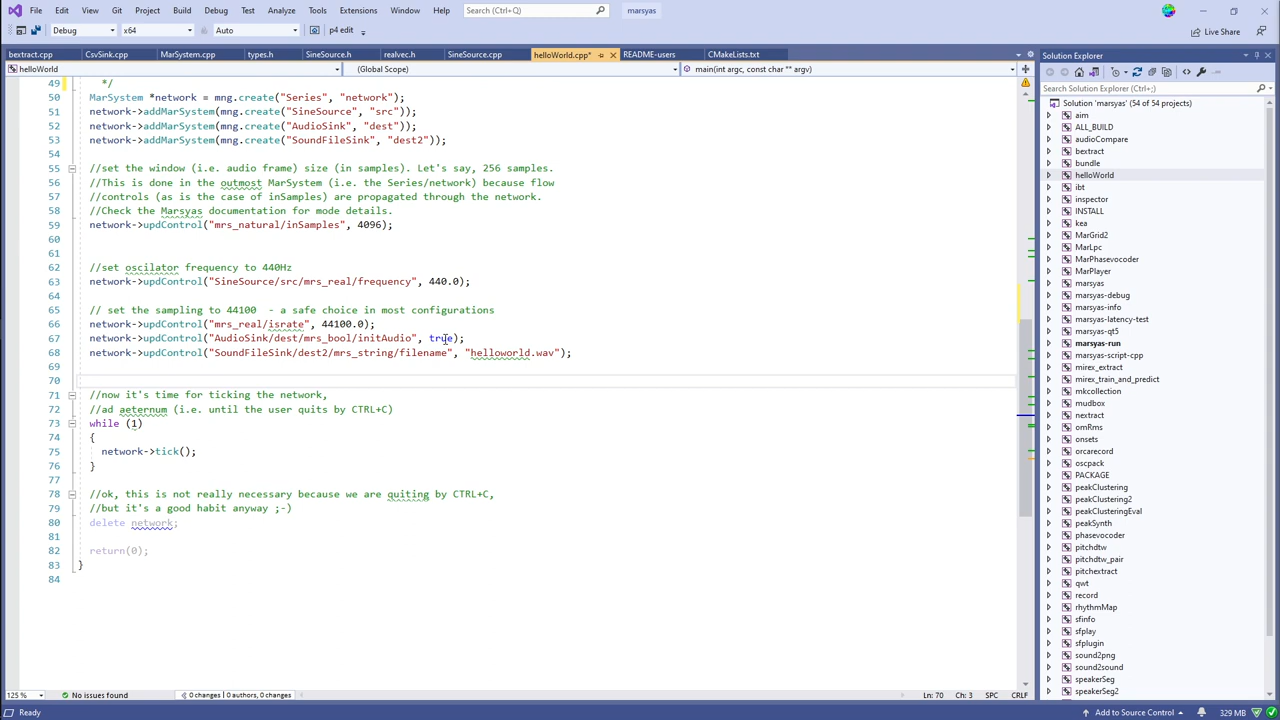 File Edit View Git Project Build Debug Test Analyze Tools Extensions Window Help Search (Ctrl+Q) marsyas
Debug x64 Auto p4 edit Live Share
bextract.cpp CsvSink.cpp MarSystem.cpp types.h SineSource.h realvec.h SineSource.cpp helloWorld.cpp* README-users CMakeLists.txt
helloWorld (Global Scope) main(int argc, const char ** argv)
49 */
50 MarSystem *network = mng.create("Series", "network");
51 network->addMarSystem(mng.create("SineSource", "src"));
52 network->addMarSystem(mng.create("AudioSink", "dest"));
53 network->addMarSystem(mng.create("SoundFileSink", "dest2"));
54
55 //set the window (i.e. audio frame) size (in samples). Let's say, 256 samples.
56 //This is done in the outmost MarSystem (i.e. the Series/network) because flow
57 //controls (as is the case of inSamples) are propagated through the network.
58 //Check the Marsyas documentation for mode details.
59 network->updControl("mrs_natural/inSamples", 4096);
60
61
62 //set oscilator frequency to 440Hz
63 network->updControl("SineSource/src/mrs_real/frequency", 440.0);
64
65 // set the sampling to 44100  - a safe choice in most configurations
66 network->updControl("mrs_real/israte", 44100.0);
67 network->updControl("AudioSink/dest/mrs_bool/initAudio", true);
68 network->updControl("SoundFileSink/dest2/mrs_string/filename", "helloworld.wav");
69
70
71 //now it's time for ticking the network,
72 //ad aeternum (i.e. until the user quits by CTRL+C)
73 while (1)
74 {
75 network->tick();
76 }
77
78 //ok, this is not really necessary because we are quiting by CTRL+C,
79 //but it's a good habit anyway ;-)
80 delete network;
81
82 return(0);
83 }
84
125 % No issues found 0 changes | 0 authors, 0 changes Ln: 70 Ch: 3 SPC CRLF
Ready Add to Source Control 329 MB
Solution Explorer
Search Solution Explorer (Ctrl+;)
Solution 'marsyas' (54 of 54 projects)
aim
ALL_BUILD
audioCompare
bextract
bundle
helloWorld
ibt
inspector
INSTALL
kea
MarGrid2
MarLpc
MarPhasevocoder
MarPlayer
marsyas
marsyas-debug
marsyas-info
marsyas-latency-test
marsyas-qt5
marsyas-run
marsyas-script-cpp
mirex_extract
mirex_train_and_predict
mkcollection
mudbox
nextract
omRms
onsets
orcarecord
oscpack
PACKAGE
peakClustering
peakClustering2
peakClusteringEval
peakSynth
phasevocoder
pitchdtw
pitchdtw_pair
pitchextract
qwt
record
rhythmMap
sfinfo
sfplay
sfplugin
sound2png
sound2sound
speakerSeg
speakerSeg2